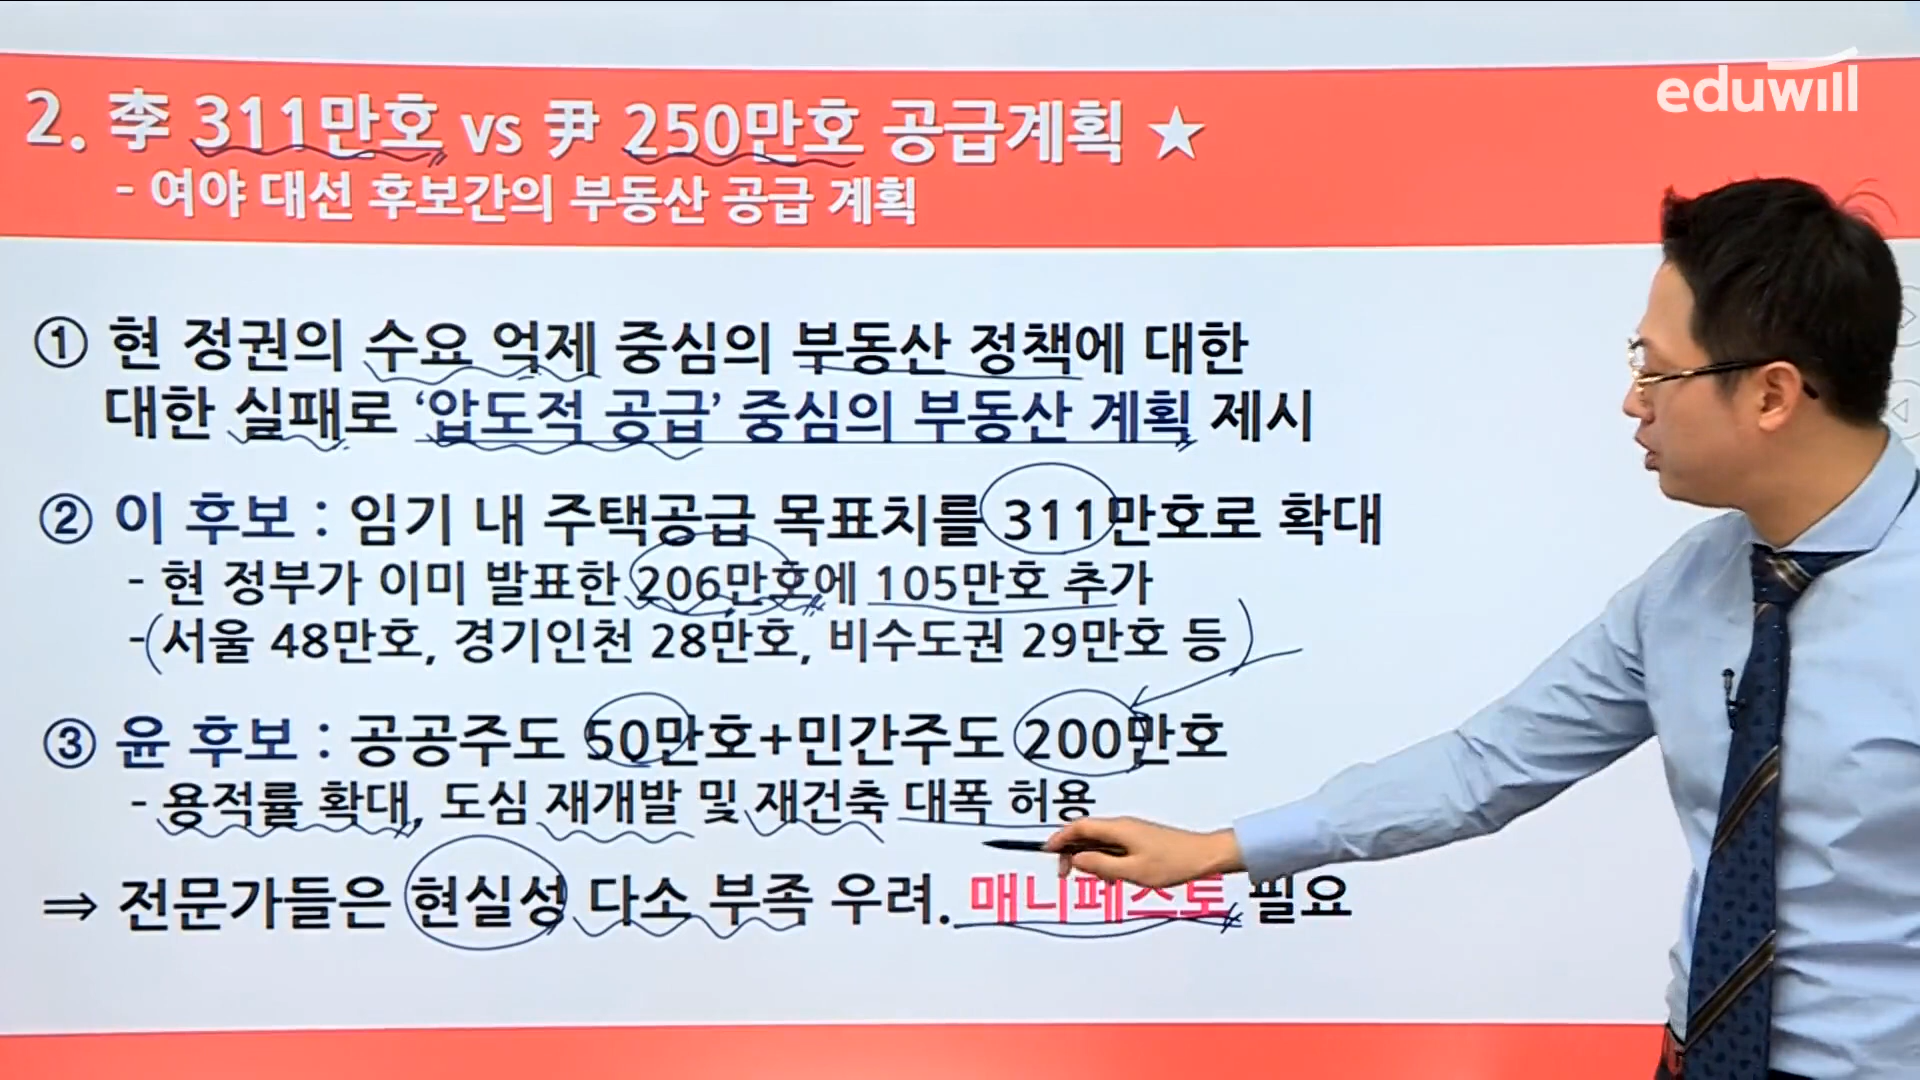 eduwill
2. 李 311만호 vs 尹 250만호 공급계획 ★
- 여야 대선 후보간의 부동산 공급 계획
① 현 정권의 수요 억제 중심의 부동산 정책에 대한
대한 실패로 ‘압도적 공급’ 중심의 부동산 계획 제시
② 이 후보 : 임기 내 주택공급 목표치를 311만호로 확대
- 현 정부가 이미 발표한 206만호에 105만호 추가
- (서울 48만호, 경기인천 28만호, 비수도권 29만호 등)
③ 윤 후보 : 공공주도 50만호+민간주도 200만호
- 용적률 확대, 도심 재개발 및 재건축 대폭 허용
⇒ 전문가들은 현실성 다소 부족 우려. 매니페스토 필요